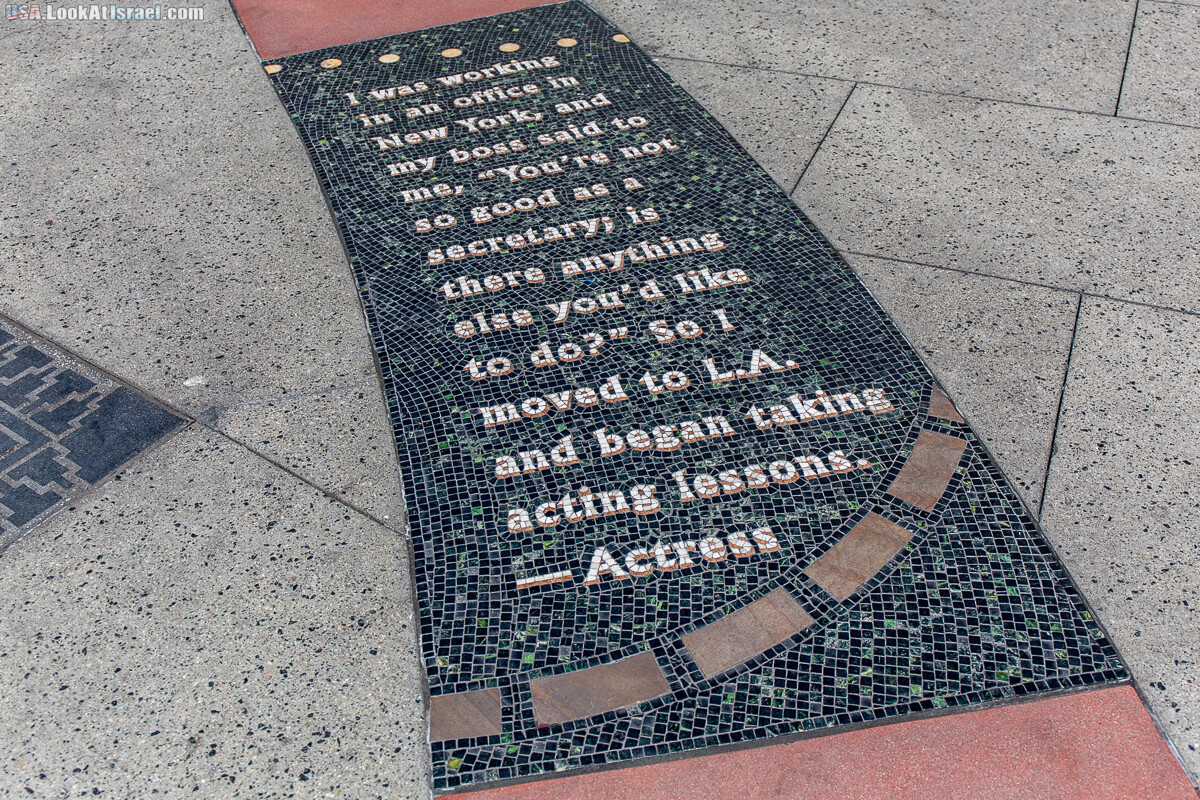 USA.LookAtIsrael.com
I was working
in an office in
New York, and
my boss said to
me, “You're not
so good as a
secretary; is
there anything
else you'd like
to do?” So I
moved to L.A.
and began taking
acting lessons.
— Actress